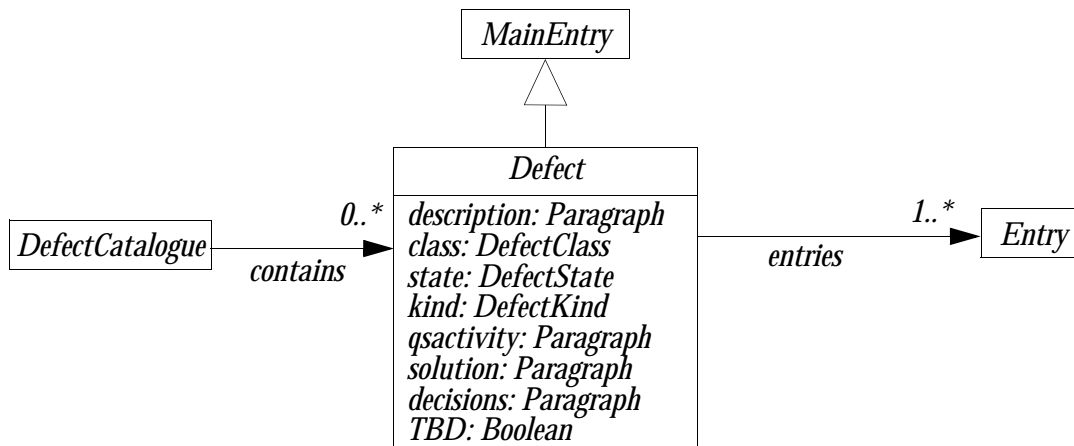 MainEntry
Defect
0..*
description: Paragraph
1..*
DefectCatalogue
class: DefectClass
Entry
contains
state: DefectState
entries
kind: DefectKind
qsactivity: Paragraph
solution: Paragraph
decisions: Paragraph
TBD: Boolean